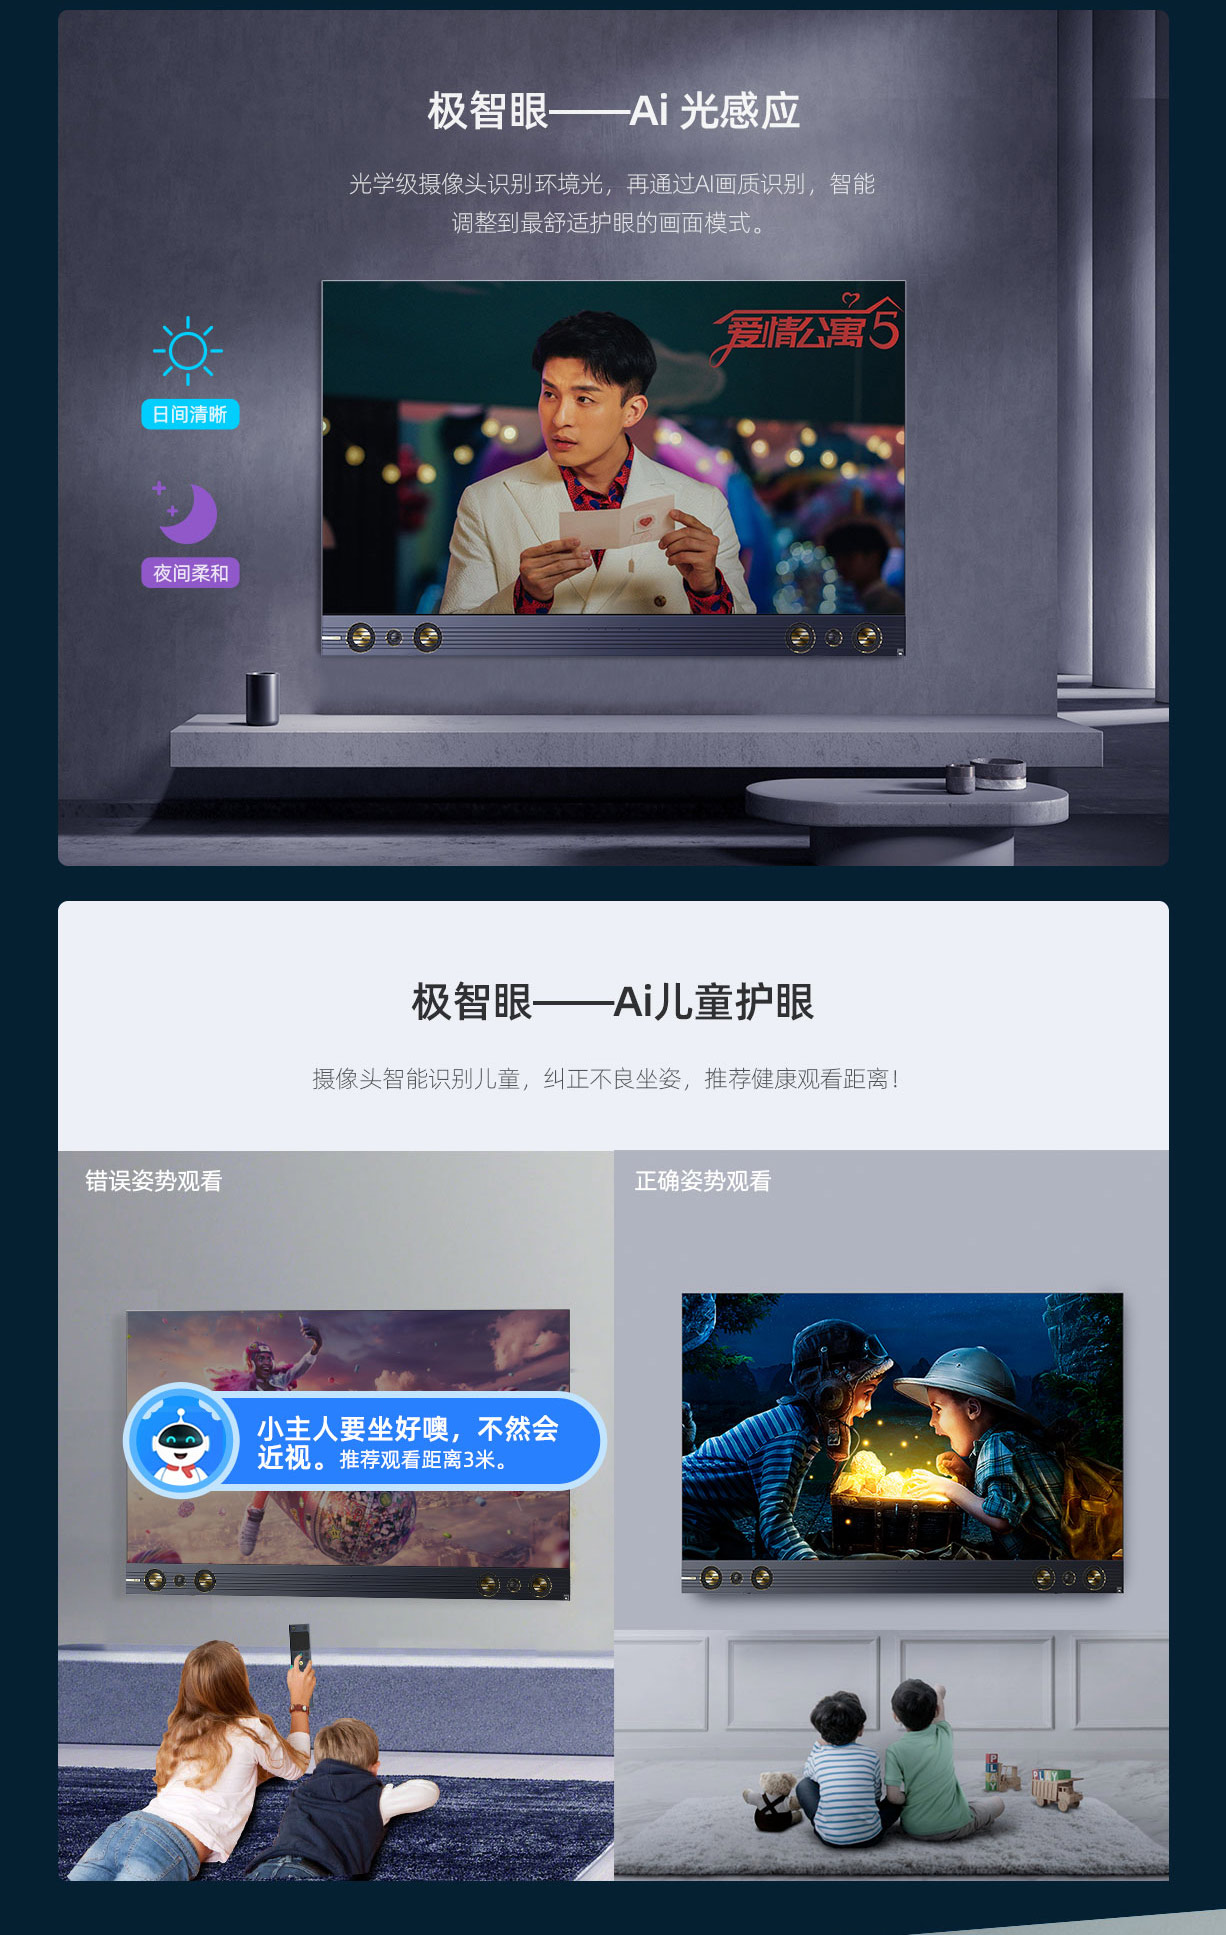 极智眼——Ai 光感应
光学级摄像头识别环境光，再通过AI画质识别，智能
调整到最舒适护眼的画面模式。
爱情公寓5
日间清晰
夜间柔和
极智眼——Ai儿童护眼
摄像头智能识别儿童，纠正不良坐姿，推荐健康观看距离！
错误姿势观看
正确姿势观看
小主人要坐好噢，不然会
近视。推荐观看距离3米。
PLY
PLY